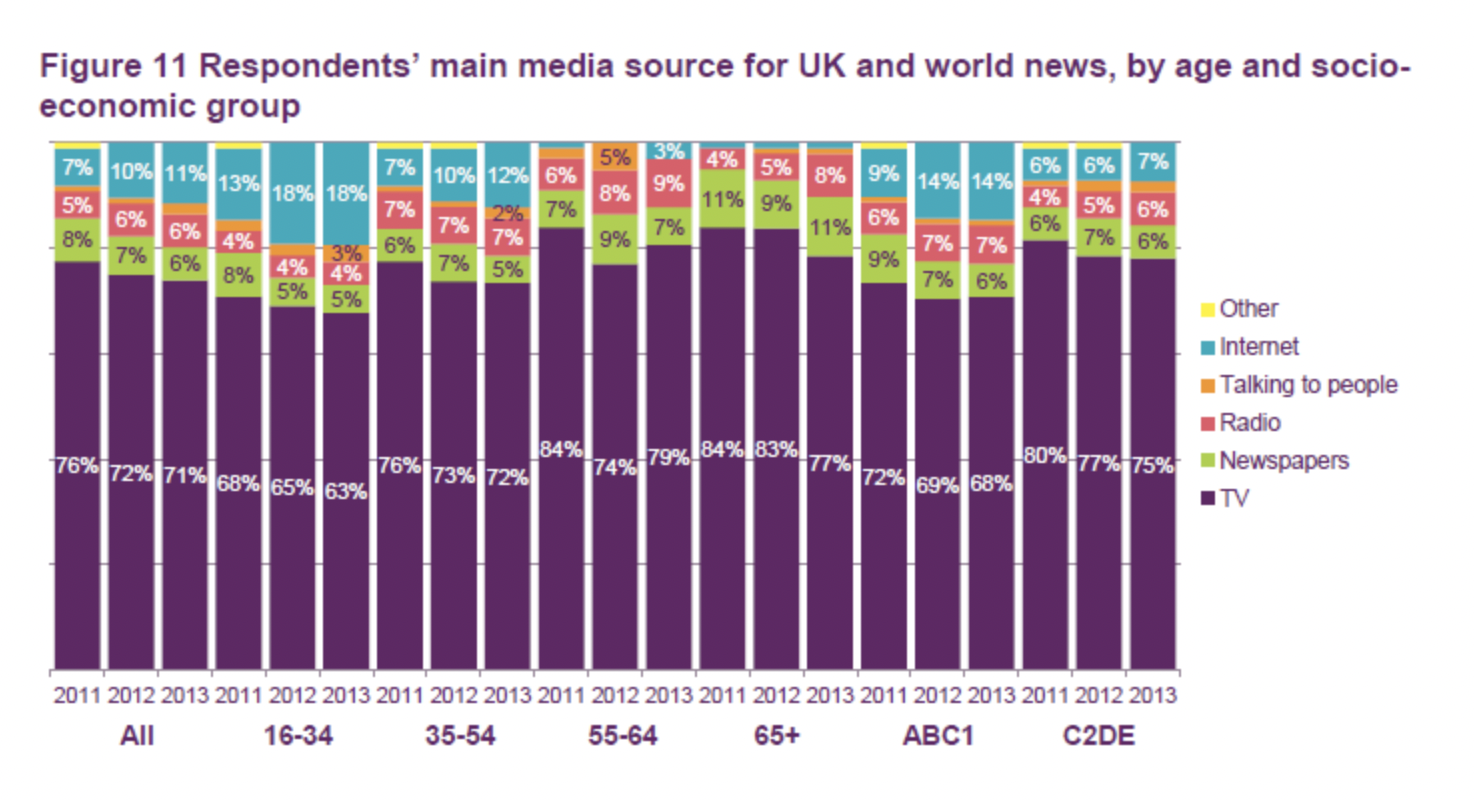 Figure 11 Respondents' main media source for UK and world news, by age and socio-
economic group
7% 10% 11% 13% 18% 18% 7% 10% 12% 6% 5% 3% 4% 5% 8% 9% 14% 14% 6% 6% 7%
5% 6% 6% 4% 4% 3% 7% 7% 2% 7% 8% 9% 11% 9% 11% 6% 7% 7% 4% 5% 6%
8% 7% 6% 8% 5% 4% 6% 7% 7% 9% 7% 9% 7% 6% 6% 7% 6%
5% 5%
76% 72% 71% 68% 65% 63% 76% 73% 72% 84% 74% 79% 84% 83% 77% 72% 69% 68% 80% 77% 75%
Other
Internet
Talking to people
Radio
Newspapers
TV
2011 2012 2013 2011 2012 2013 2011 2012 2013 2011 2012 2013 2011 2012 2013 2011 2012 2013 2011 2012 2013
All 16-34 35-54 55-64 65+ ABC1 C2DE